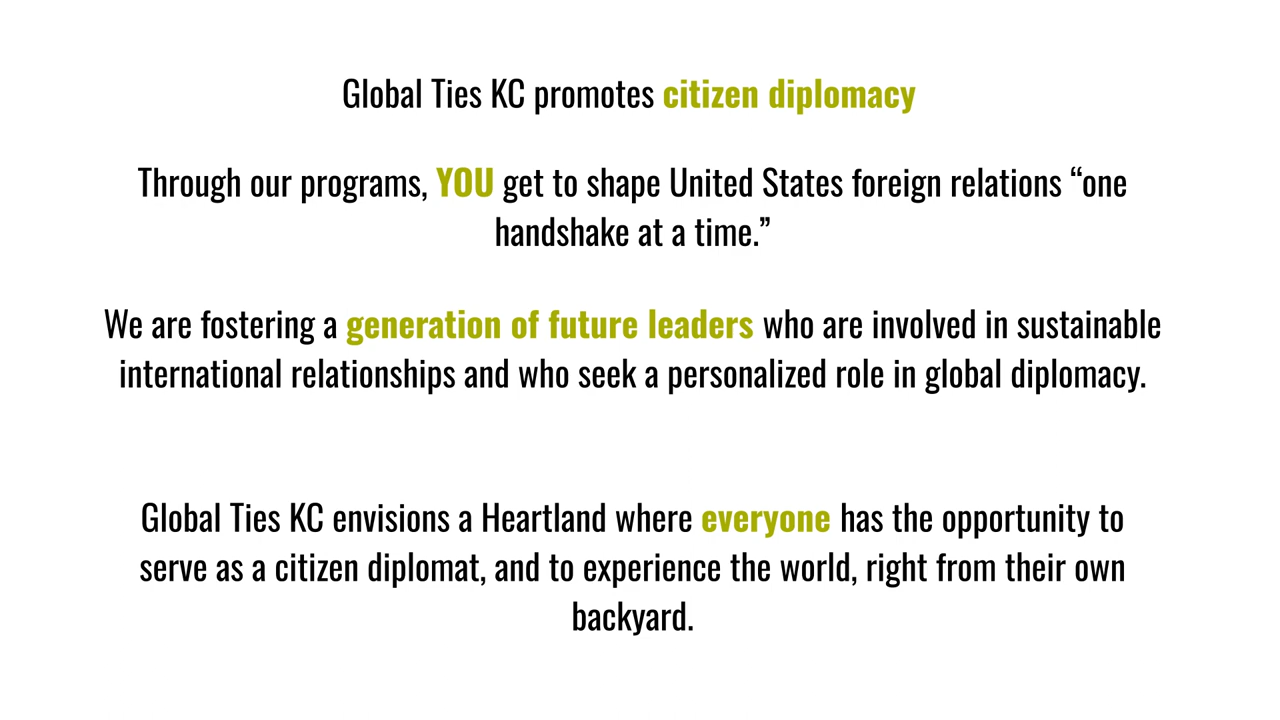 Global Ties KC promotes citizen diplomacy
Through our programs, YOU get to shape United States foreign relations “one
handshake at a time.”
We are fostering a generation of future leaders who are involved in sustainable
international relationships and who seek a personalized role in global diplomacy.
Global Ties KC envisions a Heartland where everyone has the opportunity to
serve as a citizen diplomat, and to experience the world, right from their own
backyard.